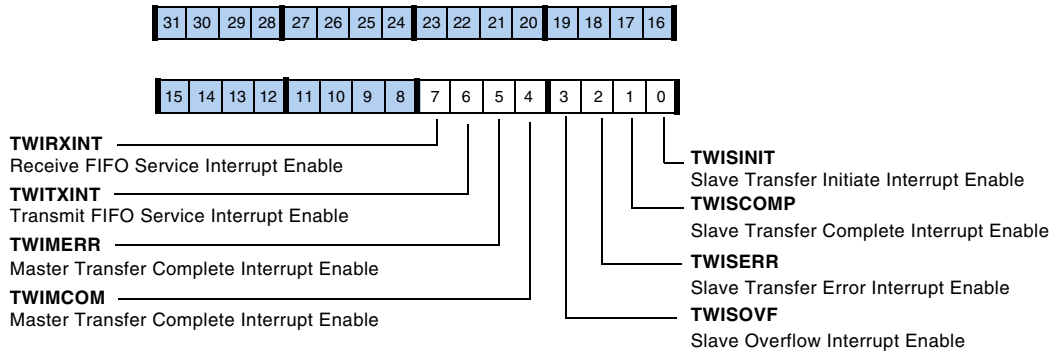 31 30 29 28 27 26 25 24 23 22 21 20 19 18 17 16
15 14 13 12 11 10 9 8 7 6 5 4 3 2 1 0
TWIRXINT
Receive FIFO Service Interrupt Enable
TWITXINT
Transmit FIFO Service Interrupt Enable
TWIMERR
Master Transfer Complete Interrupt Enable
TWIMCOM
Master Transfer Complete Interrupt Enable
TWISINIT
Slave Transfer Initiate Interrupt Enable
TWISCOMP
Slave Transfer Complete Interrupt Enable
TWISERR
Slave Transfer Error Interrupt Enable
TWISOVF
Slave Overflow Interrupt Enable